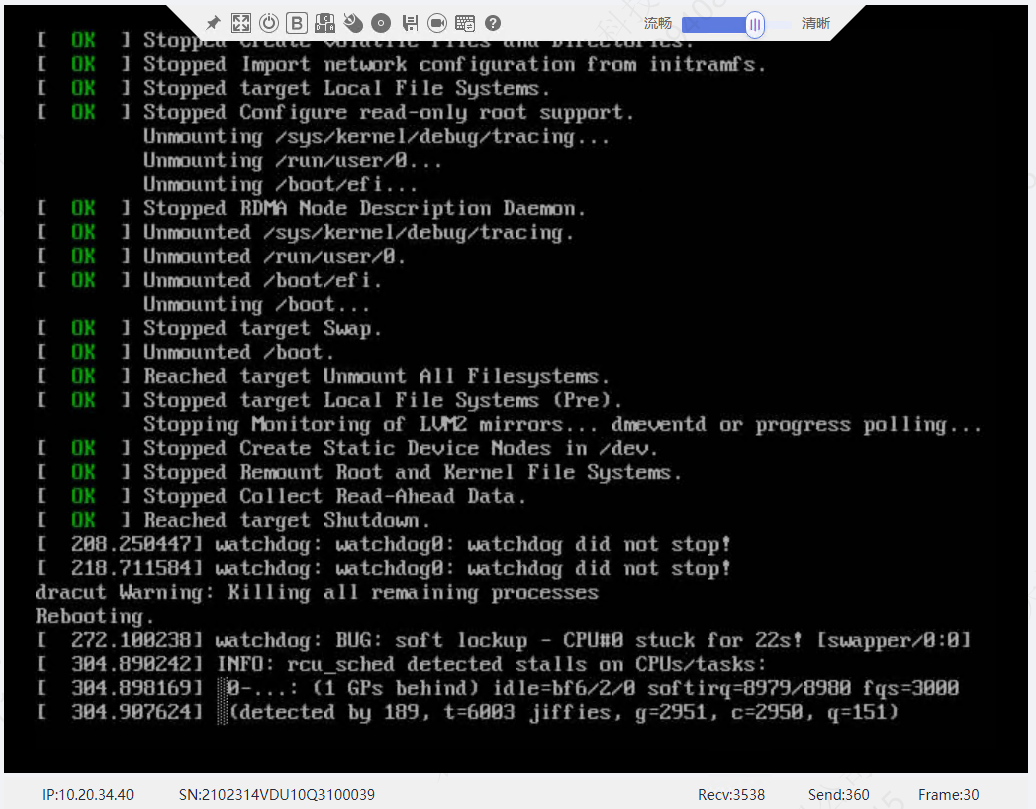 流畅 清晰
[  OK  ] Stopped Create Volatile Files and Directories.
[  OK  ] Stopped Import network configuration from initramfs.
[  OK  ] Stopped target Local File Systems.
[  OK  ] Stopped Configure read-only root support.
         Unmounting /sys/kernel/debug/tracing...
         Unmounting /run/user/0...
         Unmounting /boot/efi...
[  OK  ] Stopped RDMA Node Description Daemon.
[  OK  ] Unmounted /sys/kernel/debug/tracing.
[  OK  ] Unmounted /run/user/0.
[  OK  ] Unmounted /boot/efi.
         Unmounting /boot...
[  OK  ] Stopped target Swap.
[  OK  ] Unmounted /boot.
[  OK  ] Reached target Unmount All Filesystems.
[  OK  ] Stopped target Local File Systems (Pre).
         Stopping Monitoring of LVM2 mirrors... dmeventd or progress polling...
[  OK  ] Stopped Create Static Device Nodes in /dev.
[  OK  ] Stopped Remount Root and Kernel File Systems.
[  OK  ] Stopped Collect Read-Ahead Data.
[  OK  ] Reached target Shutdown.
[  208.250447] watchdog: watchdog0: watchdog did not stop!
[  218.711584] watchdog: watchdog0: watchdog did not stop!
dracut Warning: Killing all remaining processes
Rebooting.
[  272.100238] watchdog: BUG: soft lockup - CPU#0 stuck for 22s! [swapper/0:0]
[  304.890242] INFO: rcu_sched detected stalls on CPUs/tasks:
[  304.898169]  0-...: (1 GPs behind) idle=bf6/2/0 softirq=8979/8980 fqs=3000
[  304.907624]  (detected by 189, t=6003 jiffies, g=2951, c=2950, q=151)
IP:10.20.34.40 SN:2102314VDU10Q3100039 Recv:3538 Send:360 Frame:30